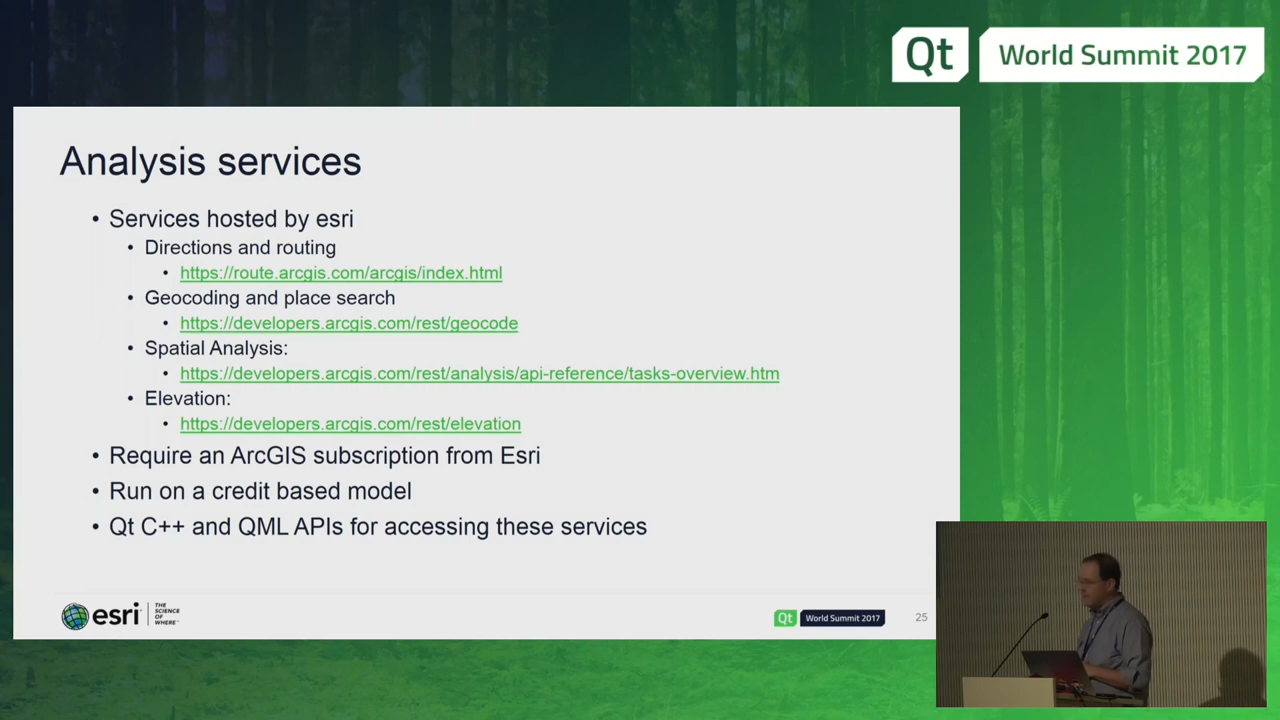 Qt World Summit 2017
Analysis services
• Services hosted by esri
• Directions and routing
• https://route.arcgis.com/arcgis/index.html
• Geocoding and place search
• https://developers.arcgis.com/rest/geocode
• Spatial Analysis:
• https://developers.arcgis.com/rest/analysis/api-reference/tasks-overview.htm
• Elevation:
• https://developers.arcgis.com/rest/elevation
• Require an ArcGIS subscription from Esri
• Run on a credit based model
• Qt C++ and QML APIs for accessing these services
esri
THE
SCIENCE
OF
WHERE
Qt World Summit 2017
25